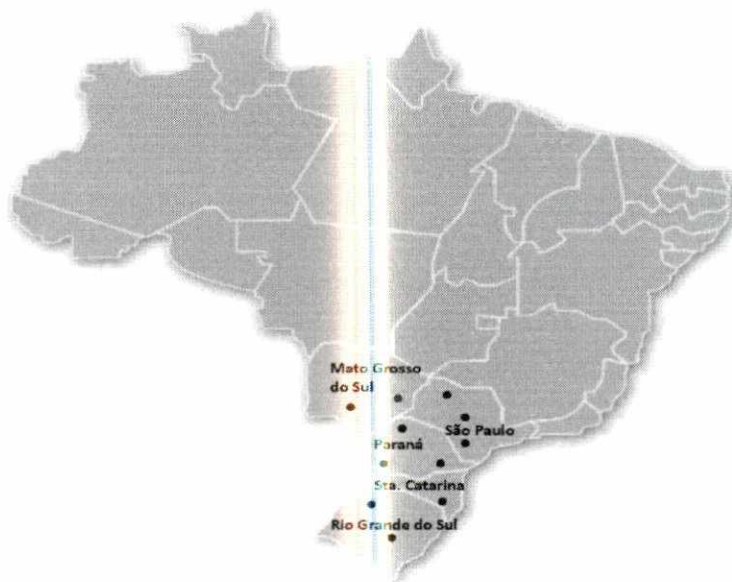 Mato Grosso
do Sul
São Paulo
Paraná
Sta. Catarina
Rio Grande do Sul